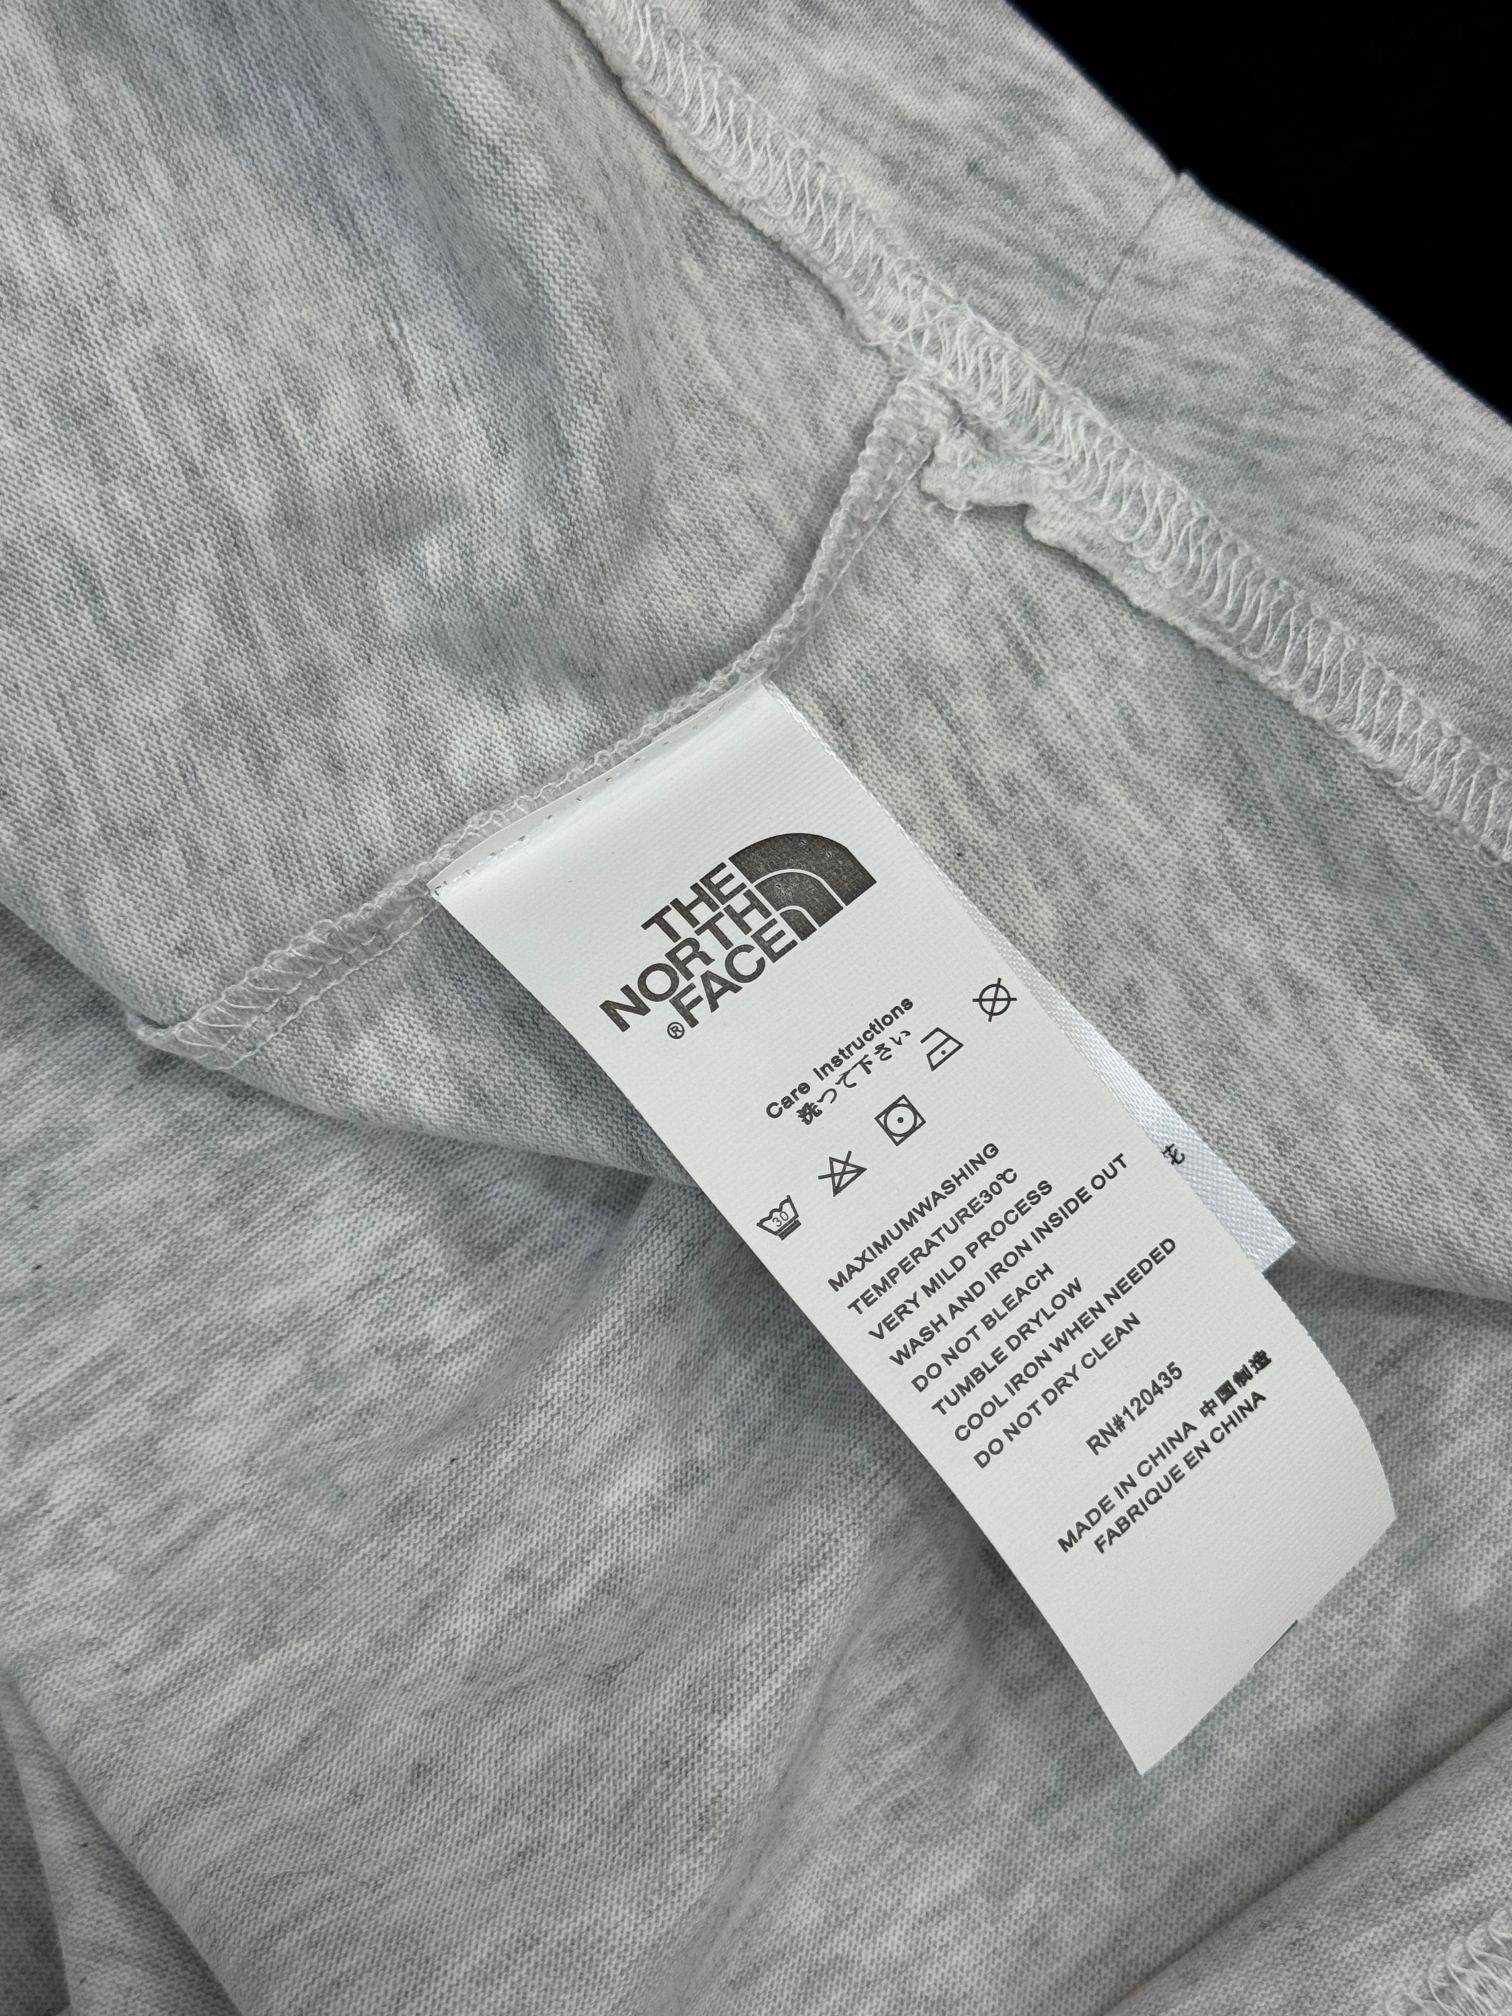 THE
NORTH
FACE
®
Care Instructions
洗って下さい
30
MAXIMUMWASHING
TEMPERATURE30℃
VERY MILD PROCESS
WASH AND IRON INSIDE OUT
DO NOT BLEACH
TUMBLE DRYLOW
COOL IRON WHEN NEEDED
DO NOT DRY CLEAN
RN#120435
MADE IN CHINA 中国制造
FABRIQUE EN CHINA